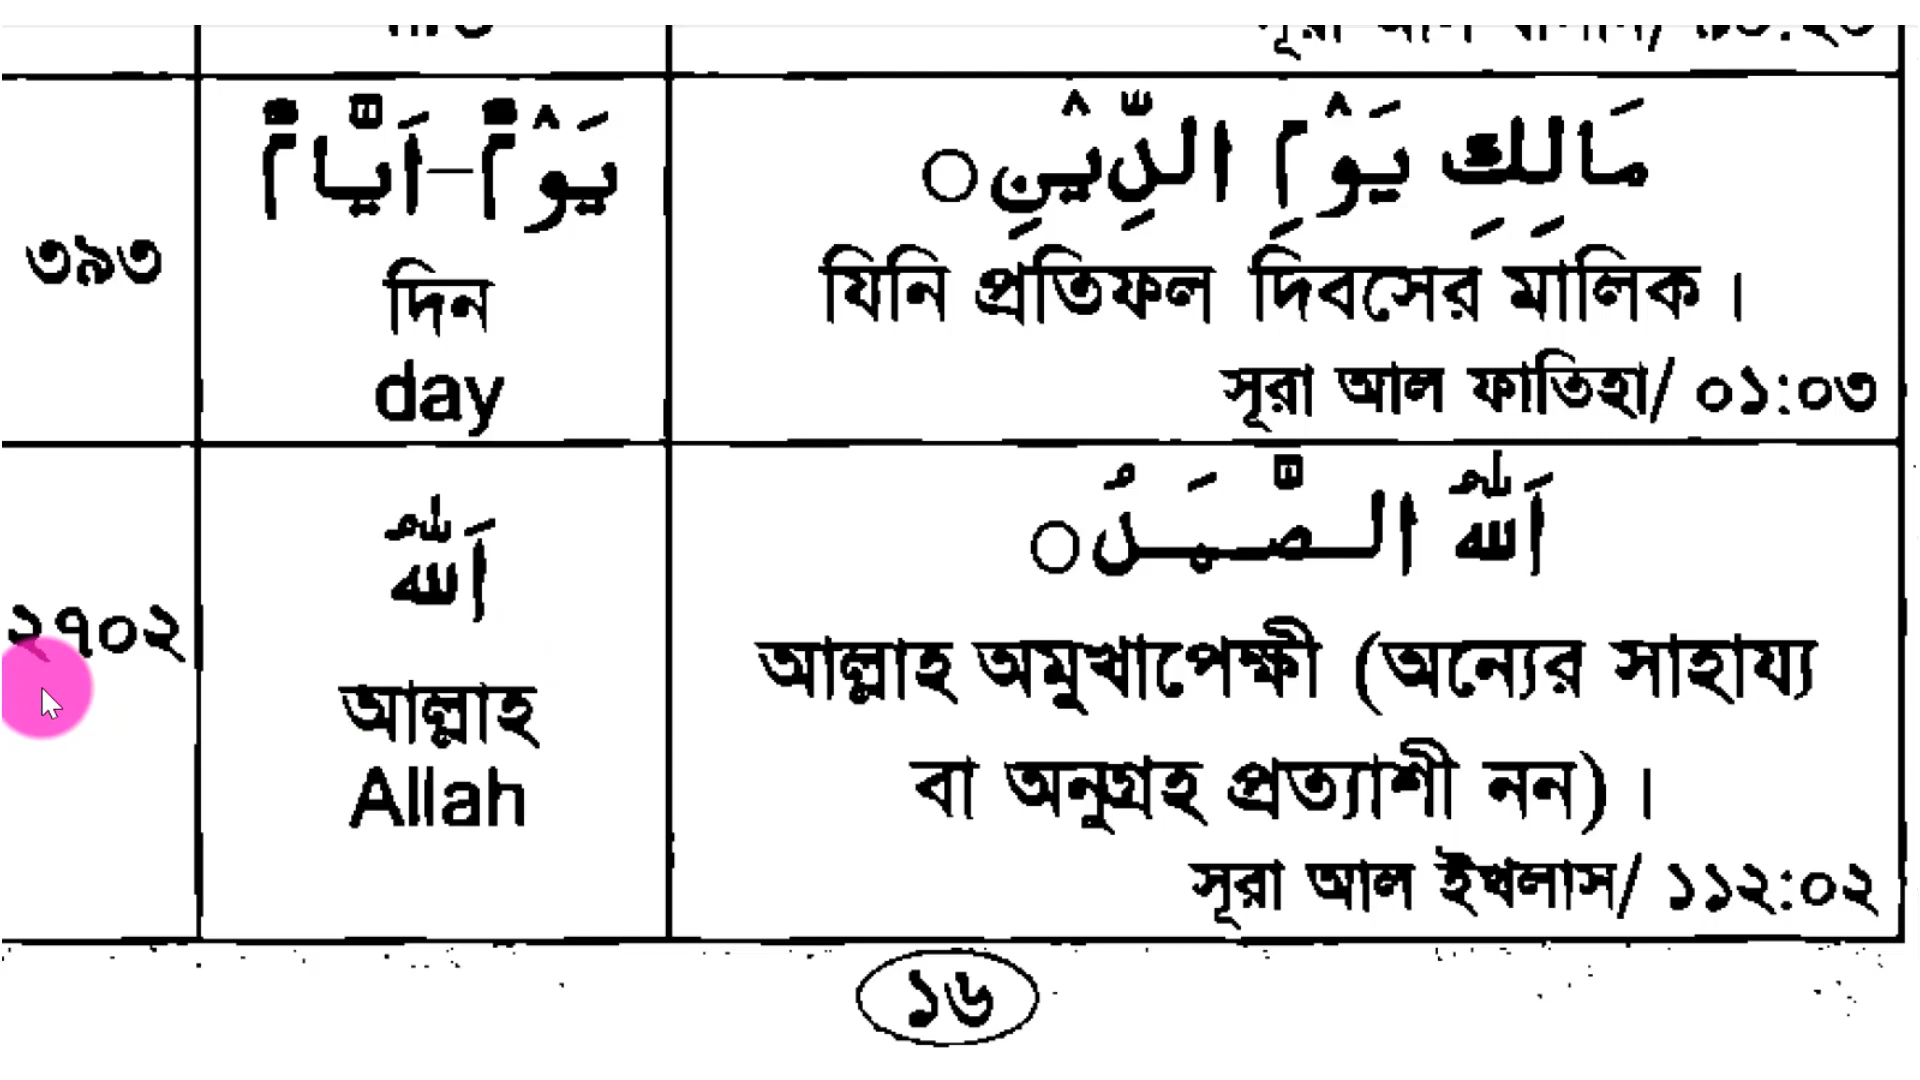 ৩৯৩
يَوْمٌ–اَيَّامٌ
দিন
day
مَالِكِ يَوْمِ الدِّيْنِ○
যিনি প্রতিফল দিবসের মালিক।
সূরা আল ফাতিহা/ ০১:০৩
২৭০২
اَللّٰهُ
আল্লাহ
Allah
اَللّٰهُ الصَّمَدُ○
আল্লাহ অমুখাপেক্ষী (অন্যের সাহায্য
বা অনুগ্রহ প্রত্যাশী নন)।
সূরা আল ইখলাস/ ১১২:০২
১৬